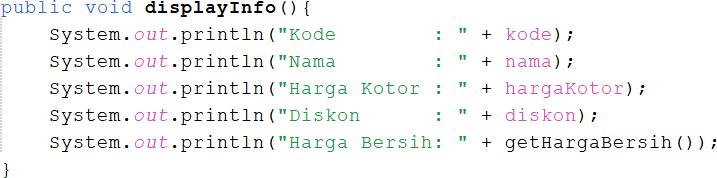 public void displayInfo(){
    System.out.println("Kode        : " + kode);
    System.out.println("Nama        : " + nama);
    System.out.println("Harga Kotor : " + hargaKotor);
    System.out.println("Diskon      : " + diskon);
    System.out.println("Harga Bersih: " + getHargaBersih());
}